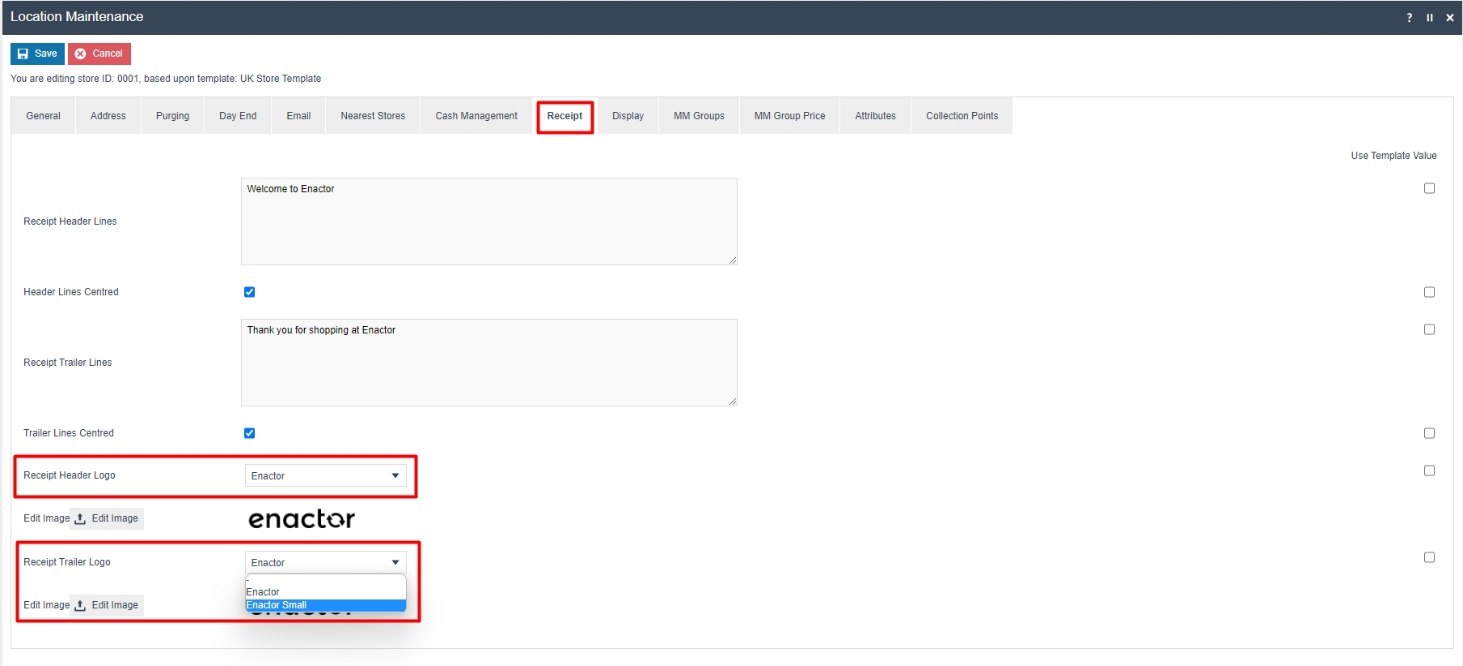 Location Maintenance ? II X
Save Cancel
You are editing store ID: 0001, based upon template: UK Store Template
General Address Purging Day End Email Nearest Stores Cash Management Receipt Display MM Groups MM Group Price Attributes Collection Points
Use Template Value
Welcome to Enactor
Receipt Header Lines
Header Lines Centred
Thank you for shopping at Enactor
Receipt Trailer Lines
Trailer Lines Centred
Receipt Header Logo Enactor
Edit Image Edit Image enactor
Receipt Trailer Logo Enactor
-
Enactor
Edit Image Edit Image Enactor Small